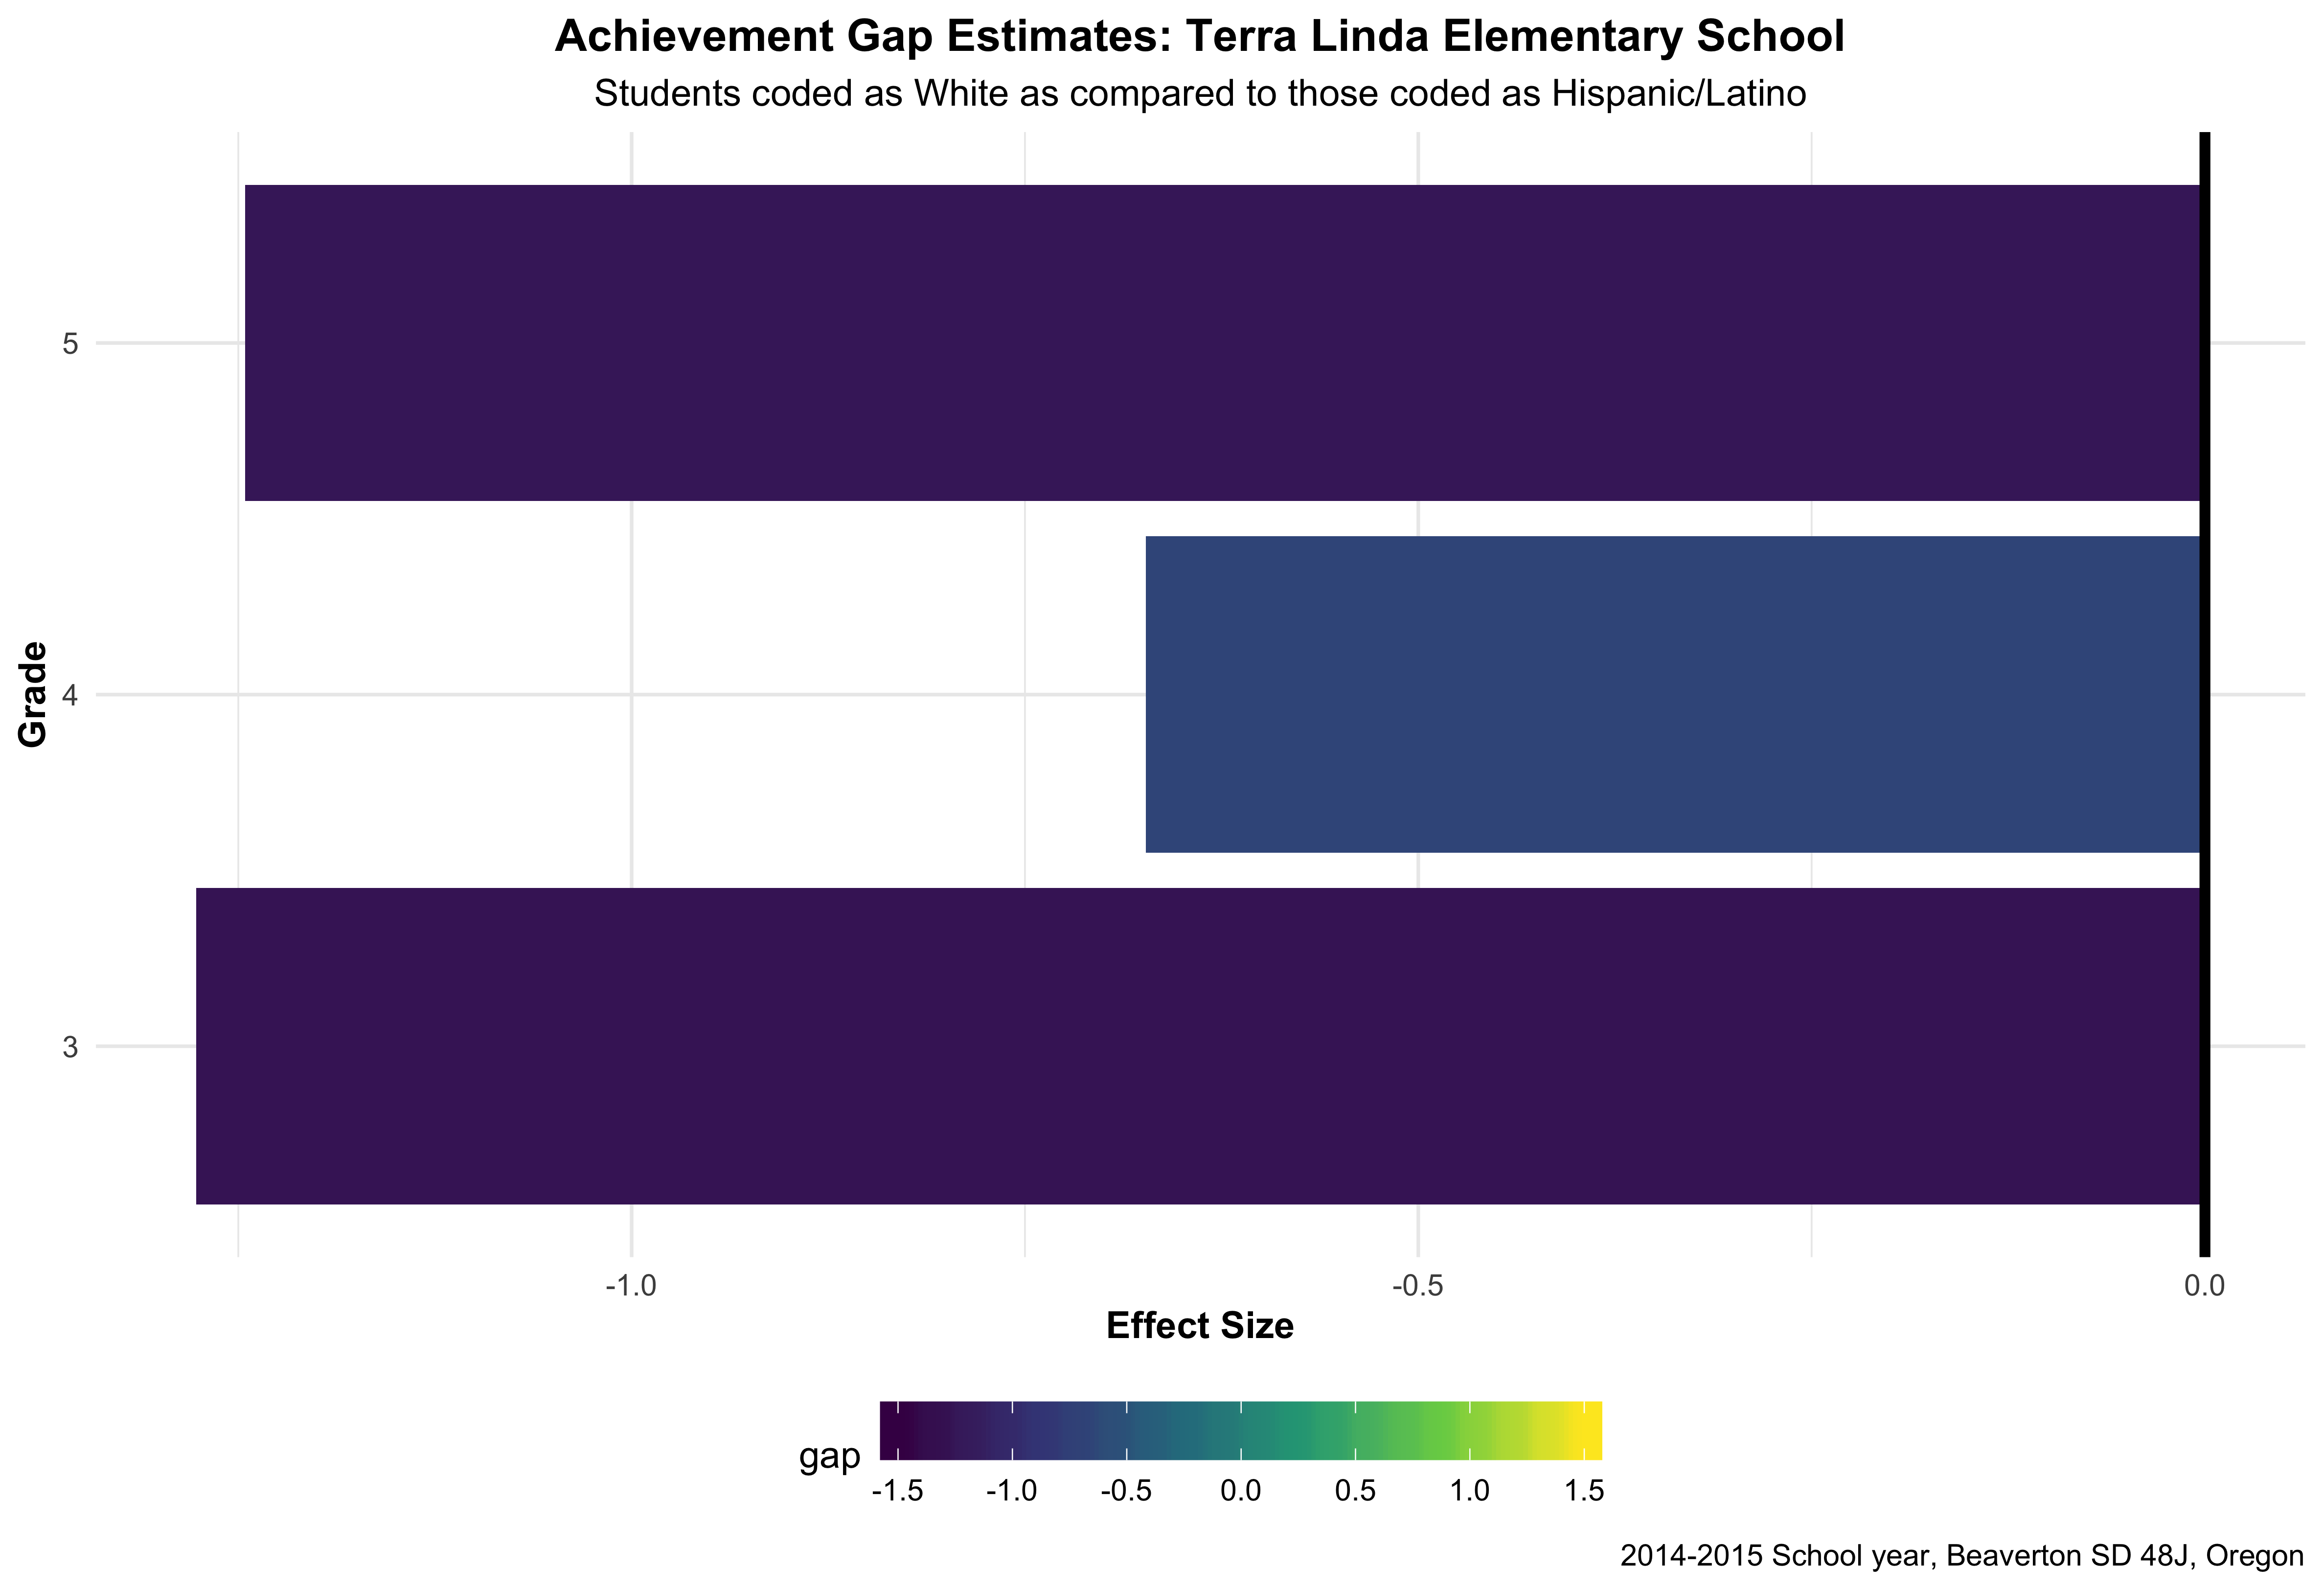 Achievement Gap Estimates: Terra Linda Elementary School
Students coded as White as compared to those coded as Hispanic/Latino
5
4
3
Grade
-1.0 -0.5 0.0
Effect Size
gap
-1.5 -1.0 -0.5 0.0 0.5 1.0 1.5
2014-2015 School year, Beaverton SD 48J, Oregon